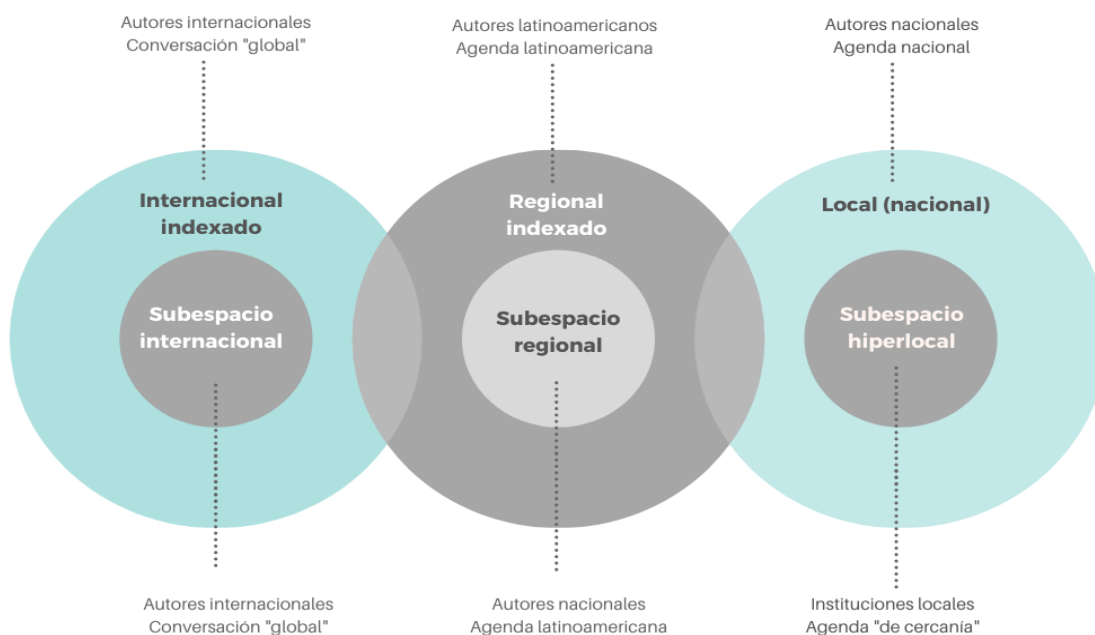 Autores internacionales
Conversación "global"
Autores latinoamericanos
Agenda latinoamericana
Autores nacionales
Agenda nacional
Internacional
indexado
Regional
indexado
Local (nacional)
Subespacio
internacional
Subespacio
regional
Subespacio
hiperlocal
Autores internacionales
Conversación "global"
Autores nacionales
Agenda latinoamericana
Instituciones locales
Agenda "de cercanía"